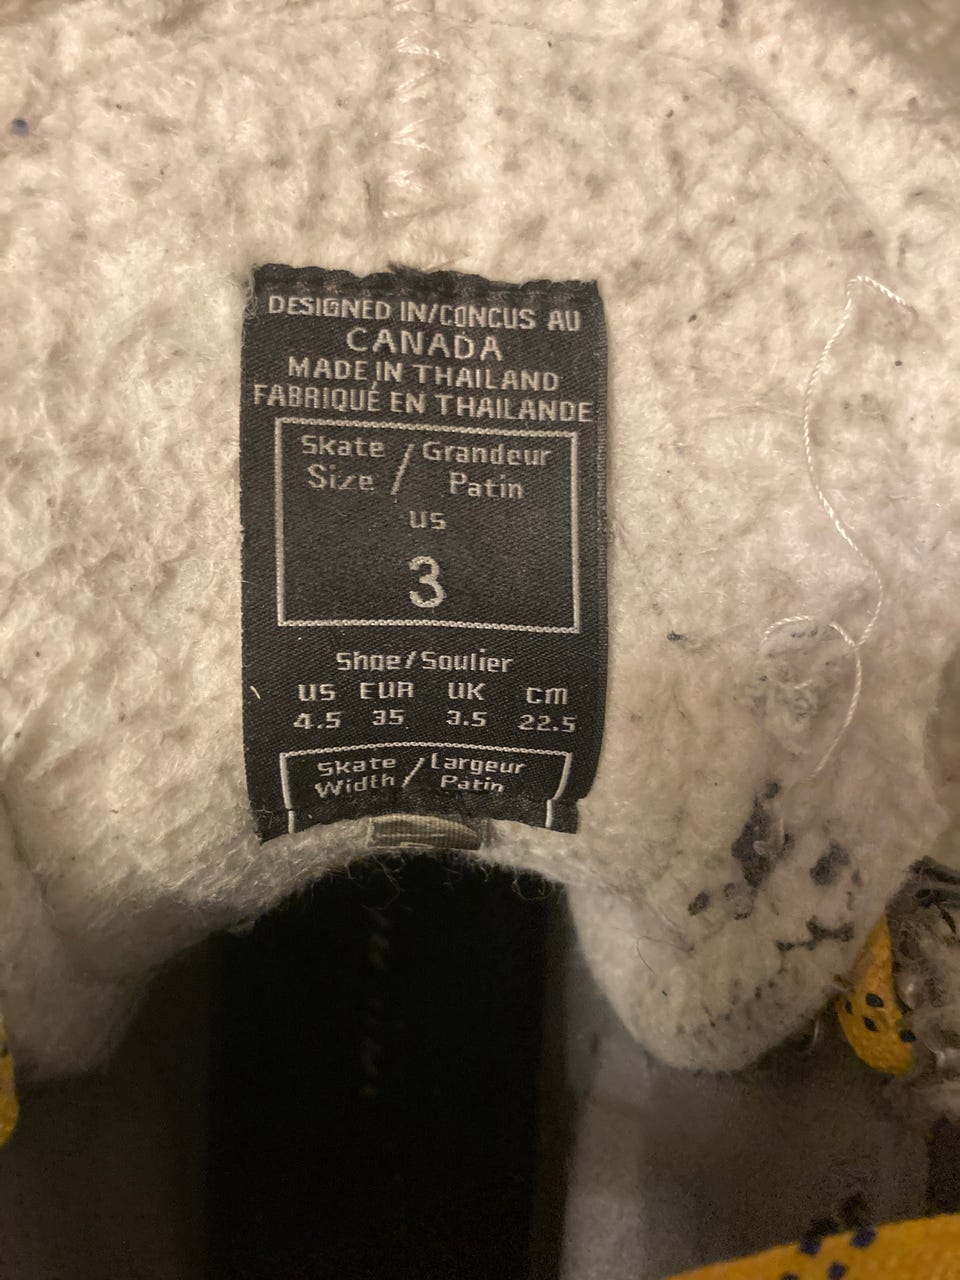 DESIGNED IN/CONCUS AU
CANADA
MADE IN THAILAND
FABRIQUÉ EN THAILANDE
Skate / Grandeur
Size / Patin
US
3
Shoe/Soulier
US EUR UK CM
4.5 35 3.5 22.5
Skate / Largeur
Width / Patin